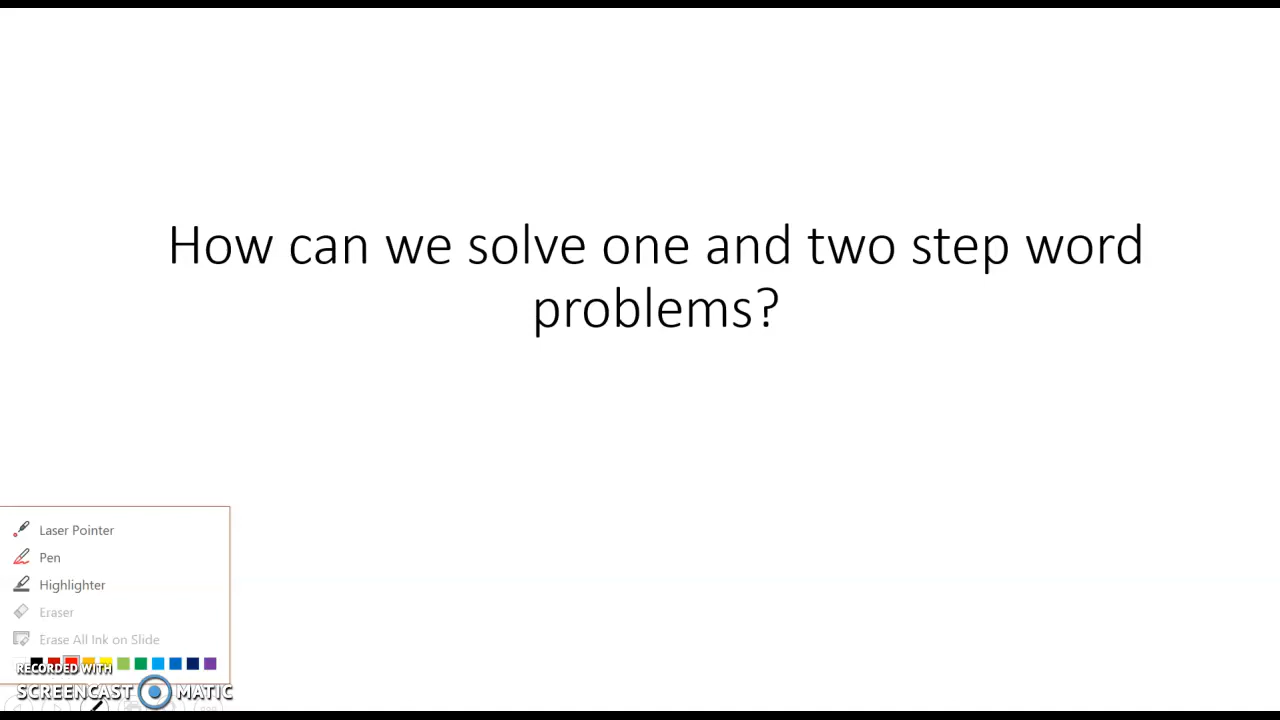 How can we solve one and two step word
problems?
Laser Pointer
Pen
Highlighter
Eraser
Erase All Ink on Slide
RECORDED WITH
SCREENCAST MATIC